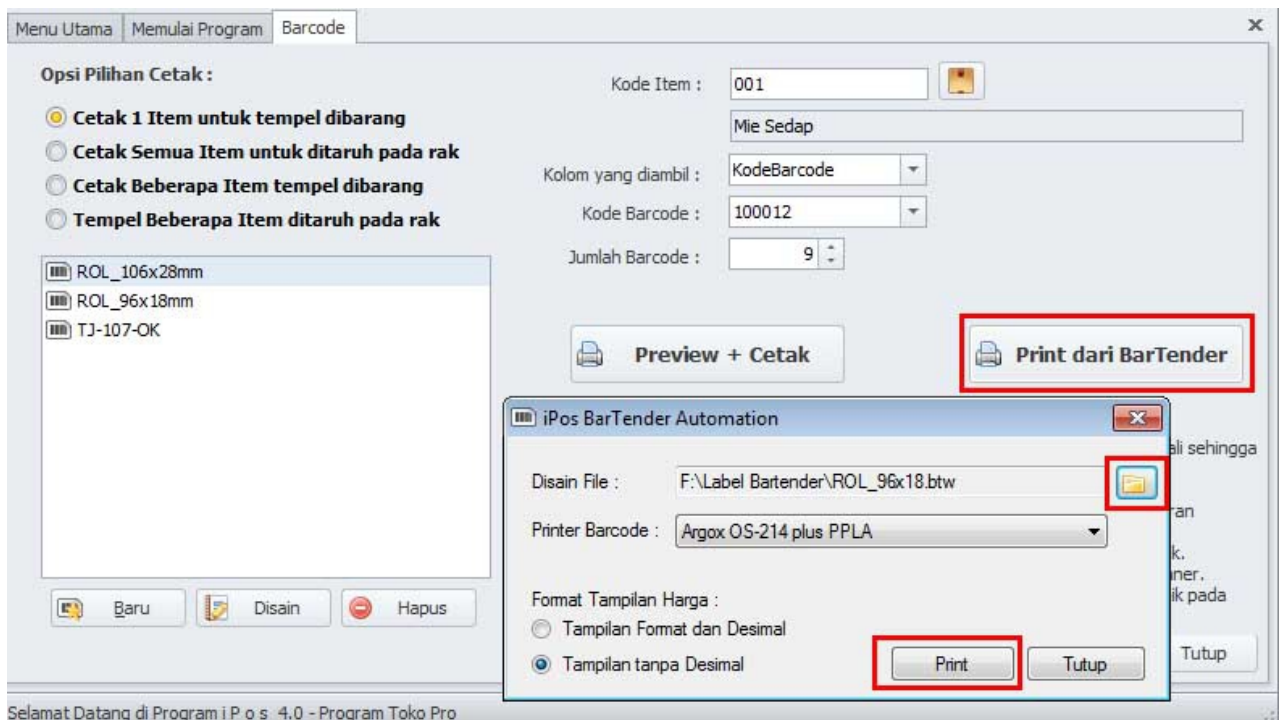 Menu Utama Memulai Program Barcode
Opsi Pilihan Cetak :
Cetak 1 Item untuk tempel dibarang
Cetak Semua Item untuk ditaruh pada rak
Cetak Beberapa Item tempel dibarang
Tempel Beberapa Item ditaruh pada rak
ROL_106x28mm
ROL_96x18mm
TJ-107-OK
Baru Disain Hapus
Kode Item : 001
Mie Sedap
Kolom yang diambil : KodeBarcode
Kode Barcode : 100012
Jumlah Barcode : 9
Preview + Cetak Print dari BarTender
iPos BarTender Automation
Disain File : F:\Label Bartender\ROL_96x18.btw
Printer Barcode : Argox OS-214 plus PPLA
Format Tampilan Harga :
Tampilan Format dan Desimal
Tampilan tanpa Desimal Print Tutup
sehingga
pada
Tutup
Selamat Datang di Program i P o s 4.0 - Program Toko Pro